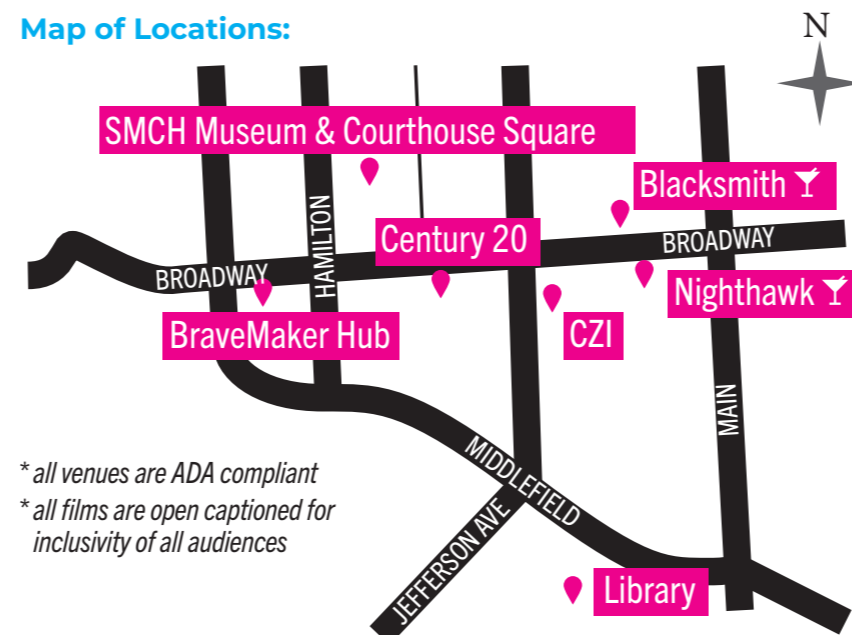 Map of Locations:
N
SMCH Museum & Courthouse Square
Blacksmith
HAMILTON
Century 20
BROADWAY
BROADWAY
Nighthawk
BraveMaker Hub
CZI
MAIN
MIDDLEFIELD
* all venues are ADA compliant
* all films are open captioned for
inclusivity of all audiences
JEFFERSON AVE
Library